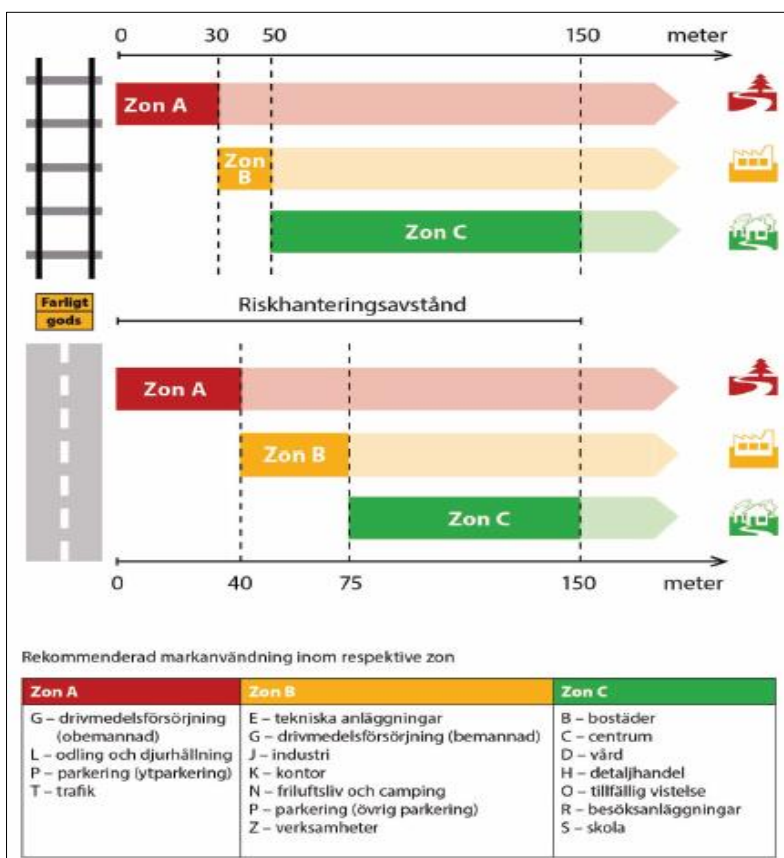 0 30 50 150 meter
Zon A
Zon
B
Zon C
Farligt
gods
Riskhanteringsavstånd
Zon A
Zon B
Zon C
0 40 75 150 meter
Rekommenderad markanvändning inom respektive zon
Zon A
G – drivmedelsförsörjning
(obemannad)
L – odling och djurhållning
P – parkering (ytparkering)
T – trafik
Zon B
E – tekniska anläggningar
G – drivmedelsförsörjning (bemannad)
J – industri
K – kontor
N – friluftsliv och camping
P – parkering (övrig parkering)
Z – verksamheter
Zon C
B – bostäder
C – centrum
D – vård
H – detaljhandel
O – tillfällig vistelse
R – besöksanläggningar
S – skola